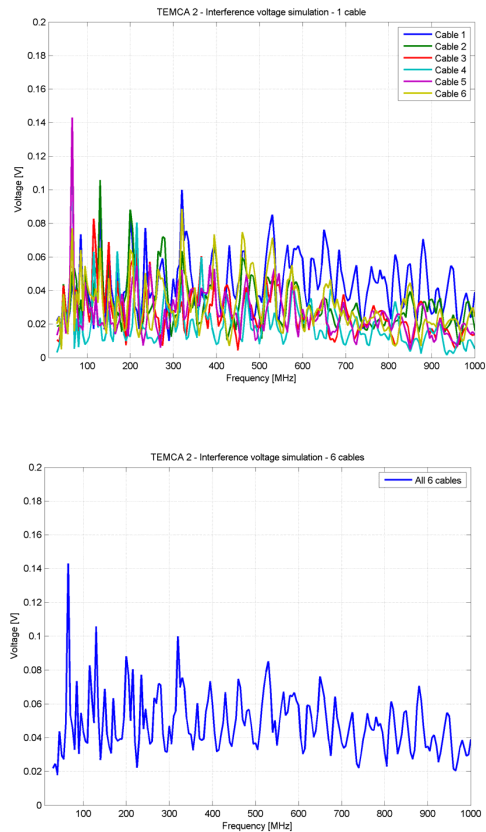 TEMCA 2 - Interference voltage simulation - 1 cable
0.2
0.18
0.16
0.14
0.12
0.1
0.08
0.06
0.04
0.02
0
Voltage [V]
Cable 1
Cable 2
Cable 3
Cable 4
Cable 5
Cable 6
100 200 300 400 500 600 700 800 900 1000
Frequency [MHz]
TEMCA 2 - Interference voltage simulation - 6 cables
0.2
0.18
0.16
0.14
0.12
0.1
0.08
0.06
0.04
0.02
0
Voltage [V]
All 6 cables
100 200 300 400 500 600 700 800 900 1000
Frequency [MHz]